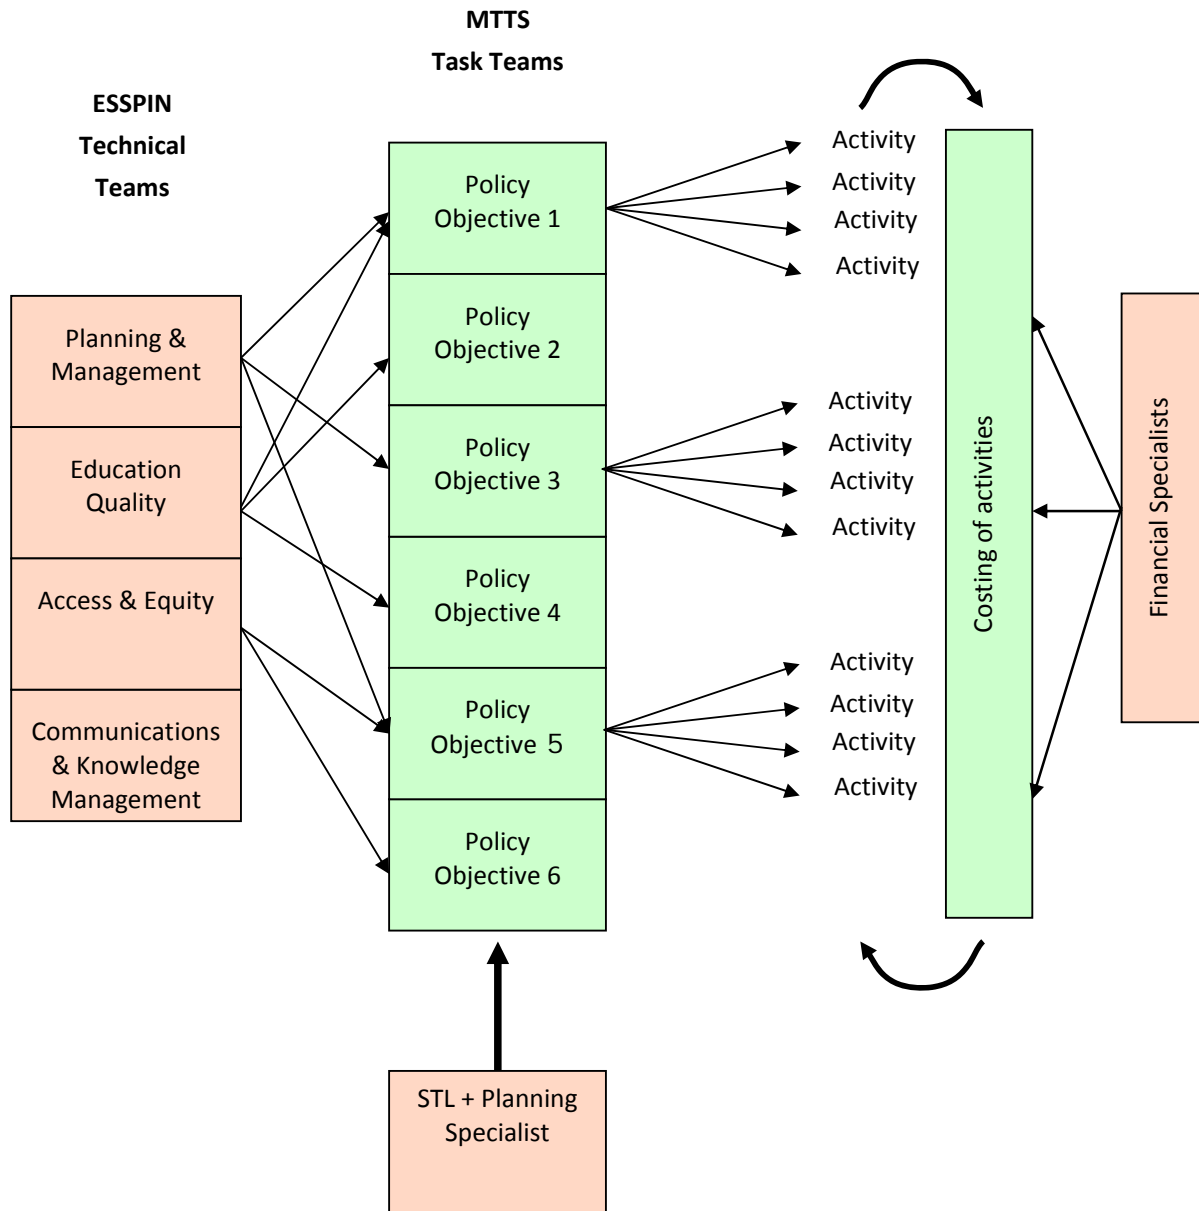 MTTS
Task Teams
ESSPIN
Technical
Teams
Planning &
Management
Education
Quality
Access & Equity
Communications
& Knowledge
Management
Policy
Objective 1
Policy
Objective 2
Policy
Objective 3
Policy
Objective 4
Policy
Objective 5
Policy
Objective 6
STL + Planning
Specialist
Activity
Activity
Activity
Activity
Activity
Activity
Activity
Activity
Activity
Activity
Activity
Activity
Costing of activities
Financial Specialists